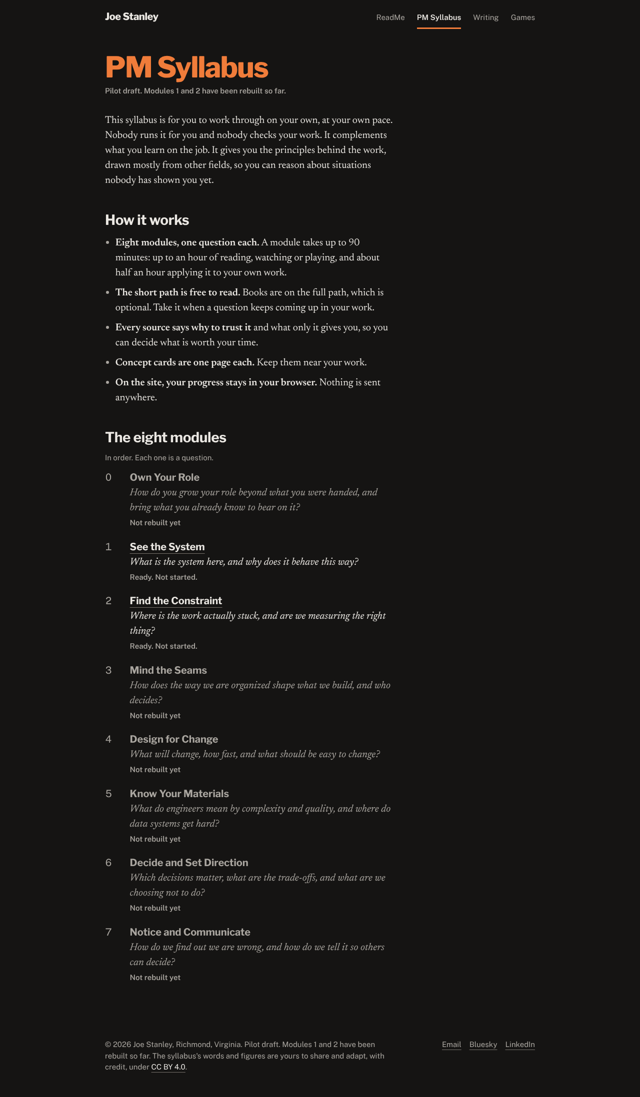 Joe Stanley
ReadMe
PM Syllabus
Writing
Games
PM Syllabus
Pilot draft. Modules 1 and 2 have been rebuilt so far.
This syllabus is for you to work through on your own, at your own pace.
Nobody runs it for you and nobody checks your work. It complements
what you learn on the job. It gives you the principles behind the work,
drawn mostly from other fields, so you can reason about situations
nobody has shown you yet.
How it works
• Eight modules, one question each. A module takes up to 90
minutes: up to an hour of reading, watching or playing, and about
half an hour applying it to your own work.
• The short path is free to read. Books are on the full path, which is
optional. Take it when a question keeps coming up in your work.
• Every source says why to trust it and what only it gives you, so you
can decide what is worth your time.
• Concept cards are one page each. Keep them near your work.
• On the site, your progress stays in your browser. Nothing is sent
anywhere.
The eight modules
In order. Each one is a question.
0 Own Your Role
How do you grow your role beyond what you were handed, and
bring what you already know to bear on it?
Not rebuilt yet
1 See the System
What is the system here, and why does it behave this way?
Ready. Not started.
2 Find the Constraint
Where is the work actually stuck, and are we measuring the right
thing?
Ready. Not started.
3 Mind the Seams
How does the way we are organized shape what we build, and who
decides?
Not rebuilt yet
4 Design for Change
What will change, how fast, and what should be easy to change?
Not rebuilt yet
5 Know Your Materials
What do engineers mean by complexity and quality, and where do
data systems get hard?
Not rebuilt yet
6 Decide and Set Direction
Which decisions matter, what are the trade-offs, and what are we
choosing not to do?
Not rebuilt yet
7 Notice and Communicate
How do we find out we are wrong, and how do we tell it so others
can decide?
Not rebuilt yet
© 2026 Joe Stanley, Richmond, Virginia. Pilot draft. Modules 1 and 2 have been
rebuilt so far. The syllabus's words and figures are yours to share and adapt, with
credit, under CC BY 4.0.
Email
Bluesky
LinkedIn